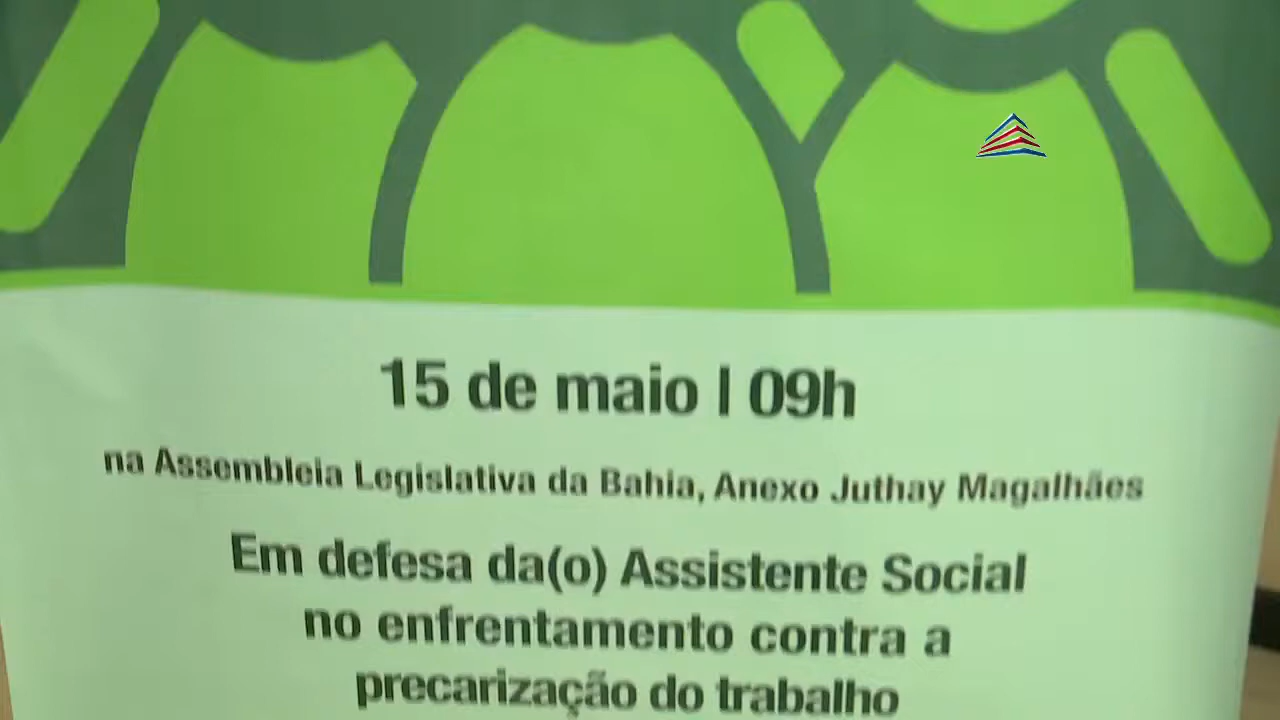 15 de maio | 09h
na Assembleia Legislativa da Bahia, Anexo Juthay Magalhães
Em defesa da(o) Assistente Social
no enfrentamento contra a
precarização do trabalho